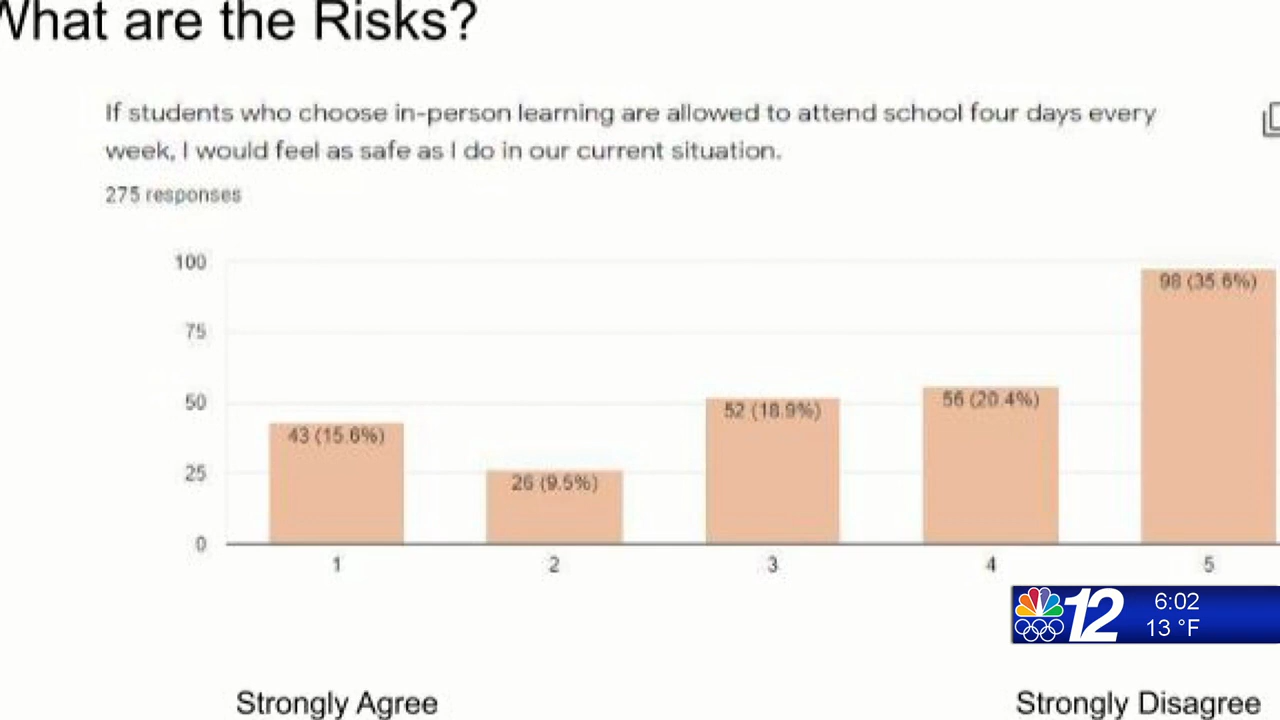 What are the Risks?
If students who choose in-person learning are allowed to attend school four days every
week, I would feel as safe as I do in our current situation.
275 responses
100
75
50
25
0
43 (15.6%)
26 (9.5%)
52 (18.9%)
56 (20.4%)
98 (35.6%)
1 2 3 4 5
12 6:02
13 °F
Strongly Agree Strongly Disagree